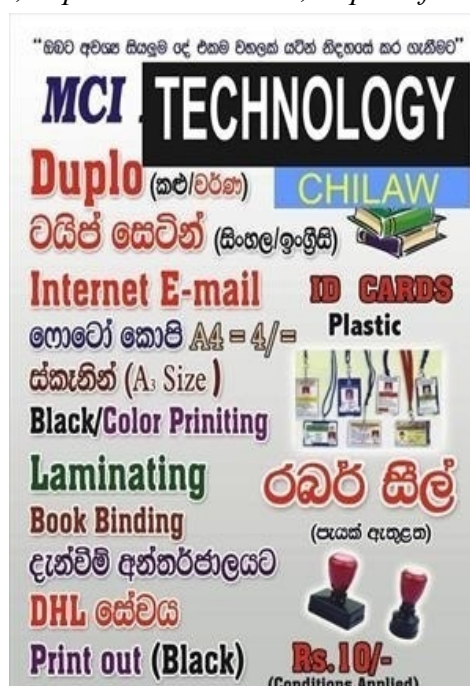 “ඔබට අවශ්‍ය සියලුම දේ එකම වහලක් යටින් නිදහසේ කර ගැනීමට”
MCI TECHNOLOGY
CHILAW
Duplo (කළු/වර්ණ)
ටයිප් සෙටින් (සිංහල/ඉංග්‍රීසි)
Internet E-mail
ෆොටෝ කොපි A4 = 4/=
ස්කෑනින් (A3 Size)
Black/Color Priniting
Laminating
Book Binding
දැන්වීම් අන්තර්ජාලයට
DHL සේවය
Print out (Black)
ID CARDS
Plastic
රබර් සීල්
(පැයක් ඇතුළත)
Rs.10/-
(Conditions Applied)